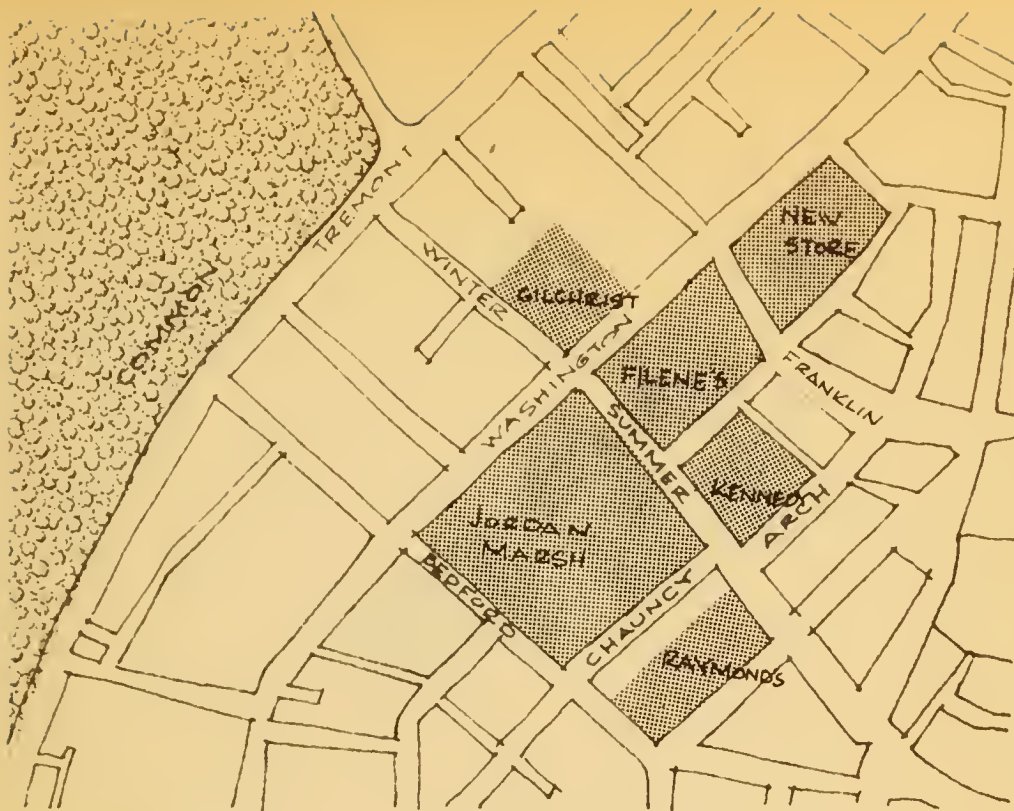 NEW
STORE
TREMONT
WINTER
COMMON
GILCHRIST
WASHINGTON
FILENE'S
FRANKLIN
SUMMER
KENNEDY
ARCH
JORDAN
MARSH
BEDFORD
CHAUNCY
RAYMOND'S